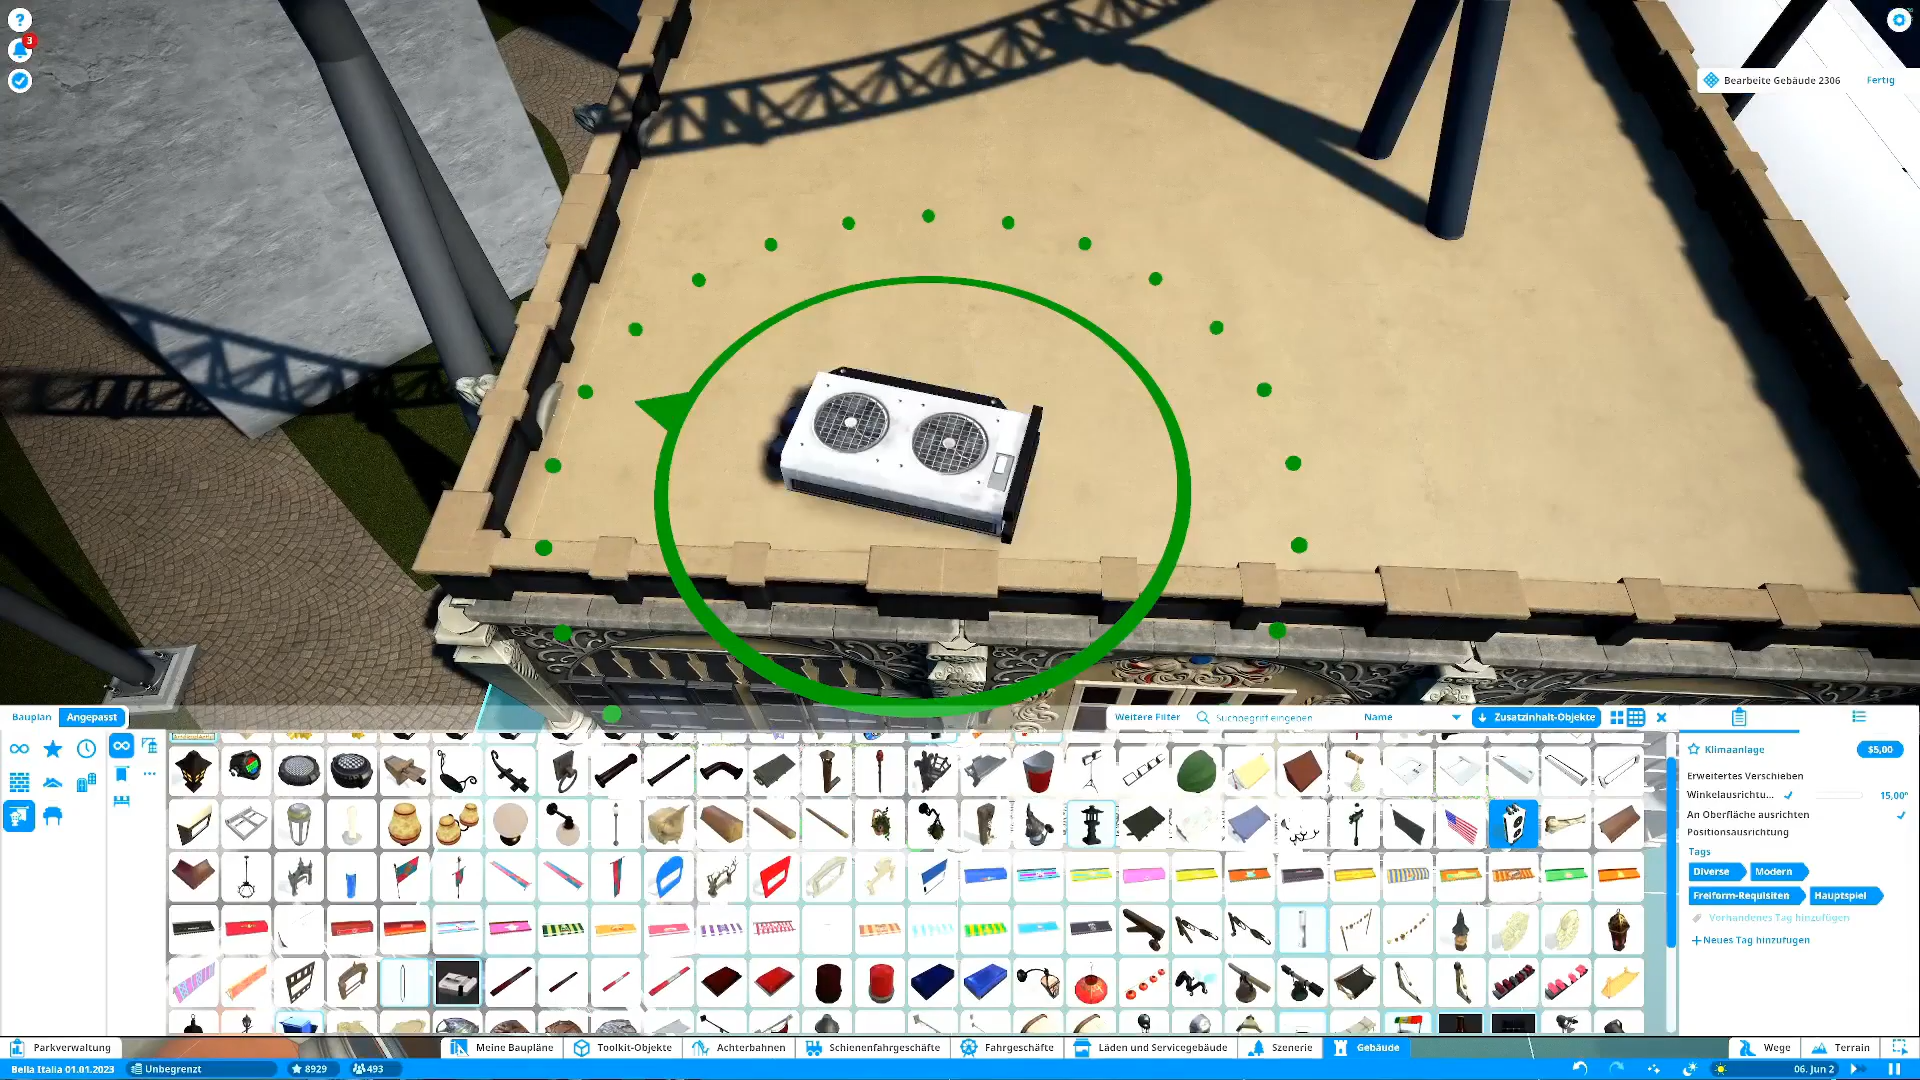 ?
3
Bearbeite Gebäude 2306
Fertig
Bauplan
Angepasst
Weitere Filter
Suchbegriff eingeben
Name
Zusatzinhalt-Objekte
Klimaanlage
$5,00
Erweitertes Verschieben
Winkelausrichtu...
15,00°
An Oberfläche ausrichten
Positionsausrichtung
Tags
Diverse
Modern
Freiform-Requisiten
Hauptspiel
Vorhandenes Tag hinzufügen
+Neues Tag hinzufügen
Parkverwaltung
Meine Baupläne
Toolkit-Objekte
Achterbahnen
Schienenfahrgeschäfte
Fahrgeschäfte
Läden und Servicegebäude
Szenerie
Gebäude
Wege
Terrain
Bella Italia 01.01.2023
Unbegrenzt
8929
493
06. Jun 2